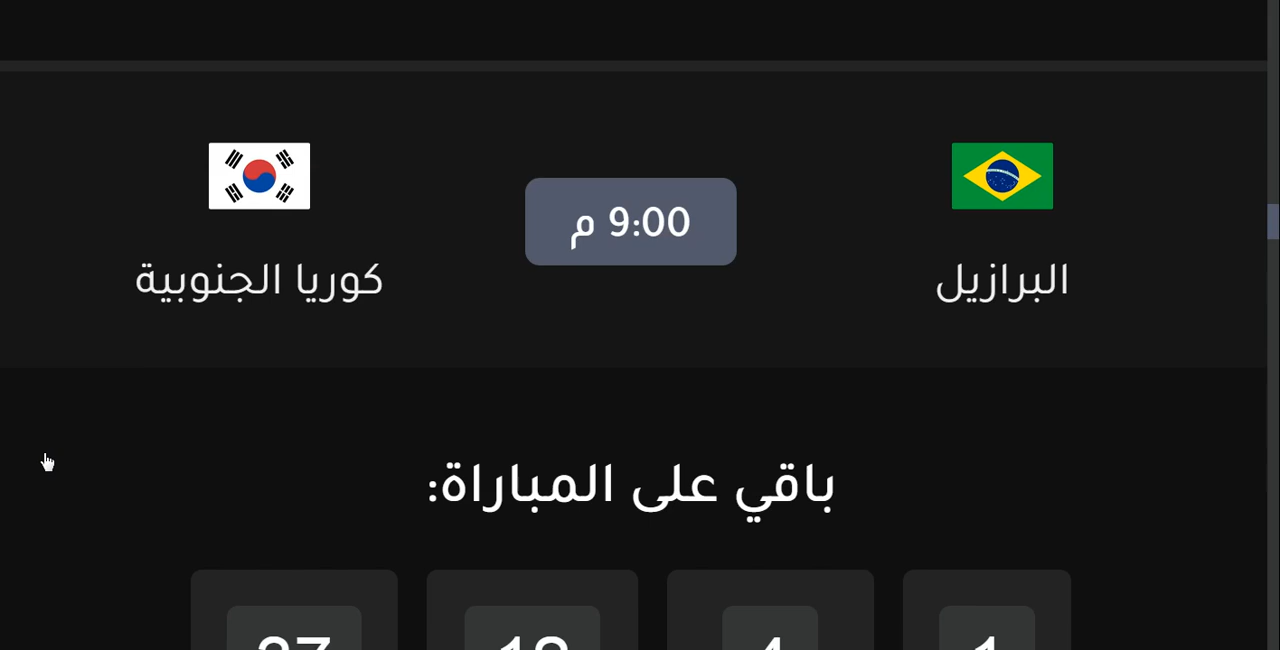 البرازيل
9:00 م
كوريا الجنوبية
باقي على المباراة: